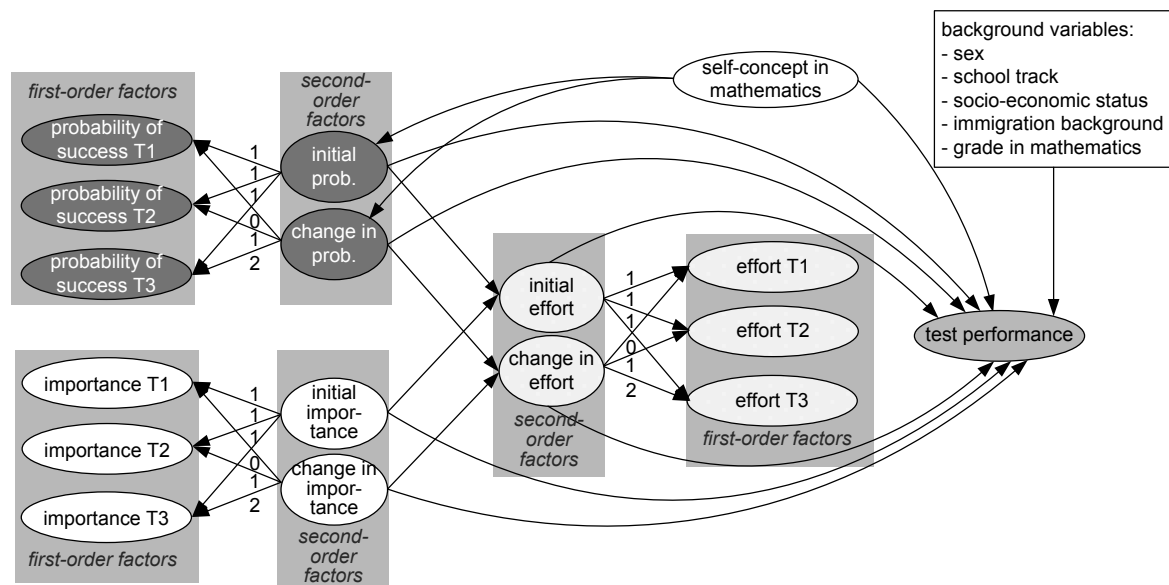 background variables:
- sex
- school track
- socio-economic status
- immigration background
- grade in mathematics
self-concept in
mathematics
first-order factors
second-
order
factors
probability of
success T1
probability of
success T2
probability of
success T3
initial
prob.
change in
prob.
1
1
1
0
1
2
initial
effort
change in
effort
second-
order
factors
1
1
1
0
1
2
effort T1
effort T2
effort T3
first-order factors
test performance
importance T1
importance T2
importance T3
first-order factors
1
1
1
0
1
2
initial
impor-
tance
change in
impor-
tance
second-
order
factors